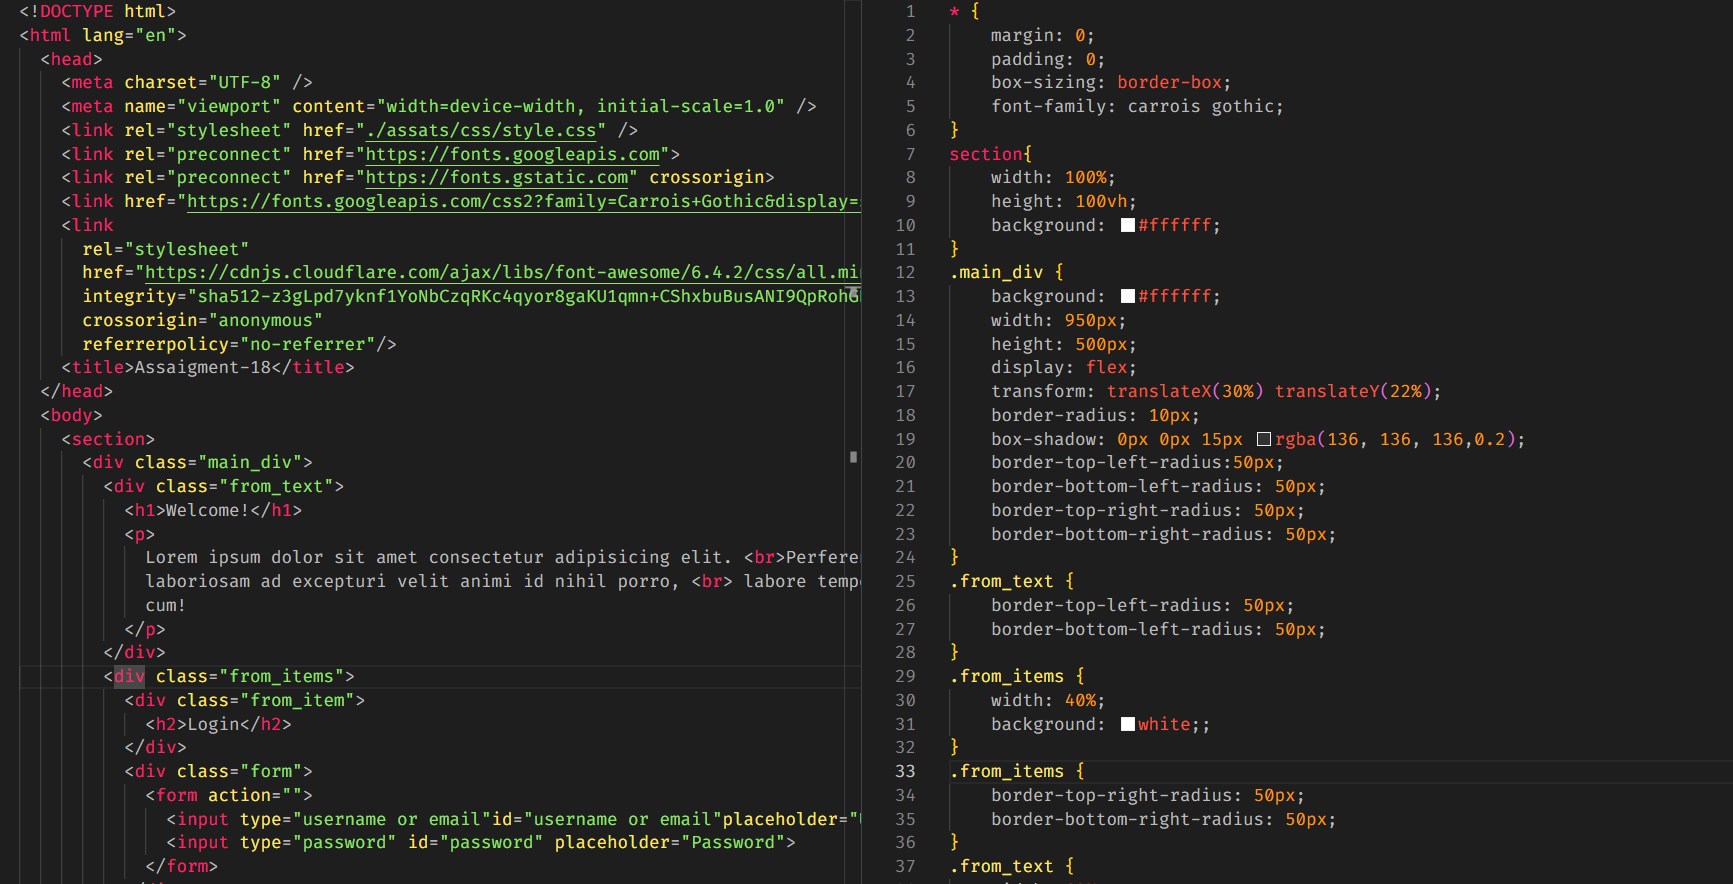 <!DOCTYPE html>
<html lang="en">
<head>
<meta charset="UTF-8" />
<meta name="viewport" content="width=device-width, initial-scale=1.0" />
<link rel="stylesheet" href="./assats/css/style.css" />
<link rel="preconnect" href="https://fonts.googleapis.com">
<link rel="preconnect" href="https://fonts.gstatic.com" crossorigin>
<link href="https://fonts.googleapis.com/css2?family=Carrois+Gothic&display=
<link
rel="stylesheet"
href="https://cdnjs.cloudflare.com/ajax/libs/font-awesome/6.4.2/css/all.mi
integrity="sha512-z3gLpd7yknf1YoNbCzqRKc4qyor8gaKU1qmn+CShxbuBusANI9QpRoh
crossorigin="anonymous"
referrerpolicy="no-referrer"/>
<title>Assaigment-18</title>
</head>
<body>
<section>
<div class="main_div">
<div class="from_text">
<h1>Welcome!</h1>
<p>
Lorem ipsum dolor sit amet consectetur adipisicing elit. <br>Perfere
laboriosam ad excepturi velit animi id nihil porro, <br> labore temp
cum!
</p>
</div>
<div class="from_items">
<div class="from_item">
<h2>Login</h2>
</div>
<div class="form">
<form action="">
<input type="username or email"id="username or email"placeholder="
<input type="password" id="password" placeholder="Password">
</form>
1 * {
2 margin: 0;
3 padding: 0;
4 box-sizing: border-box;
5 font-family: carrois gothic;
6 }
7 section{
8 width: 100%;
9 height: 100vh;
10 background: #ffffff;
11 }
12 .main_div {
13 background: #ffffff;
14 width: 950px;
15 height: 500px;
16 display: flex;
17 transform: translateX(30%) translateY(22%);
18 border-radius: 10px;
19 box-shadow: 0px 0px 15px rgba(136, 136, 136,0.2);
20 border-top-left-radius:50px;
21 border-bottom-left-radius: 50px;
22 border-top-right-radius: 50px;
23 border-bottom-right-radius: 50px;
24 }
25 .from_text {
26 border-top-left-radius: 50px;
27 border-bottom-left-radius: 50px;
28 }
29 .from_items {
30 width: 40%;
31 background: white;;
32 }
33 .from_items {
34 border-top-right-radius: 50px;
35 border-bottom-right-radius: 50px;
36 }
37 .from_text {